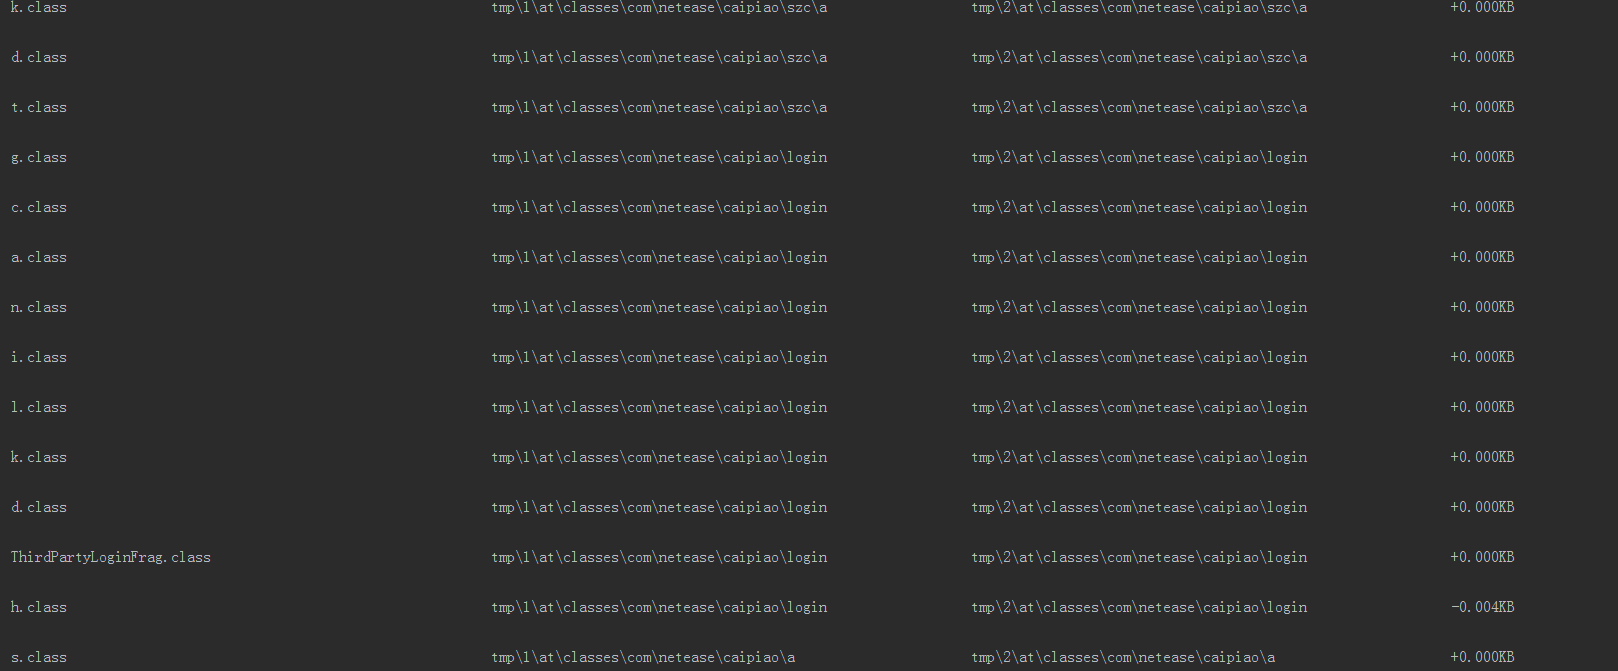 k.class tmp\1\at\classes\com\netease\caipiao\szc\a tmp\2\at\classes\com\netease\caipiao\szc\a +0.000KB
d.class tmp\1\at\classes\com\netease\caipiao\szc\a tmp\2\at\classes\com\netease\caipiao\szc\a +0.000KB
t.class tmp\1\at\classes\com\netease\caipiao\szc\a tmp\2\at\classes\com\netease\caipiao\szc\a +0.000KB
g.class tmp\1\at\classes\com\netease\caipiao\login tmp\2\at\classes\com\netease\caipiao\login +0.000KB
c.class tmp\1\at\classes\com\netease\caipiao\login tmp\2\at\classes\com\netease\caipiao\login +0.000KB
a.class tmp\1\at\classes\com\netease\caipiao\login tmp\2\at\classes\com\netease\caipiao\login +0.000KB
n.class tmp\1\at\classes\com\netease\caipiao\login tmp\2\at\classes\com\netease\caipiao\login +0.000KB
i.class tmp\1\at\classes\com\netease\caipiao\login tmp\2\at\classes\com\netease\caipiao\login +0.000KB
l.class tmp\1\at\classes\com\netease\caipiao\login tmp\2\at\classes\com\netease\caipiao\login +0.000KB
k.class tmp\1\at\classes\com\netease\caipiao\login tmp\2\at\classes\com\netease\caipiao\login +0.000KB
d.class tmp\1\at\classes\com\netease\caipiao\login tmp\2\at\classes\com\netease\caipiao\login +0.000KB
ThirdPartyLoginFrag.class tmp\1\at\classes\com\netease\caipiao\login tmp\2\at\classes\com\netease\caipiao\login +0.000KB
h.class tmp\1\at\classes\com\netease\caipiao\login tmp\2\at\classes\com\netease\caipiao\login -0.004KB
s.class tmp\1\at\classes\com\netease\caipiao\a tmp\2\at\classes\com\netease\caipiao\a +0.000KB